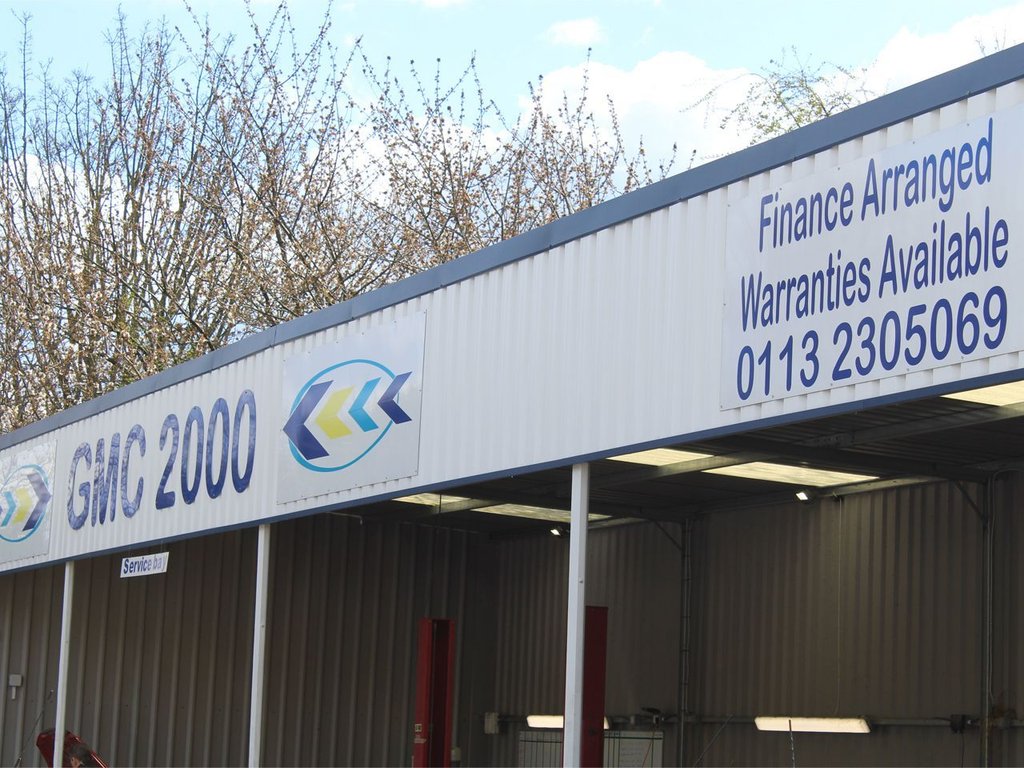 GMC 2000
Finance Arranged
Warranties Available
0113 2305069
Service bay